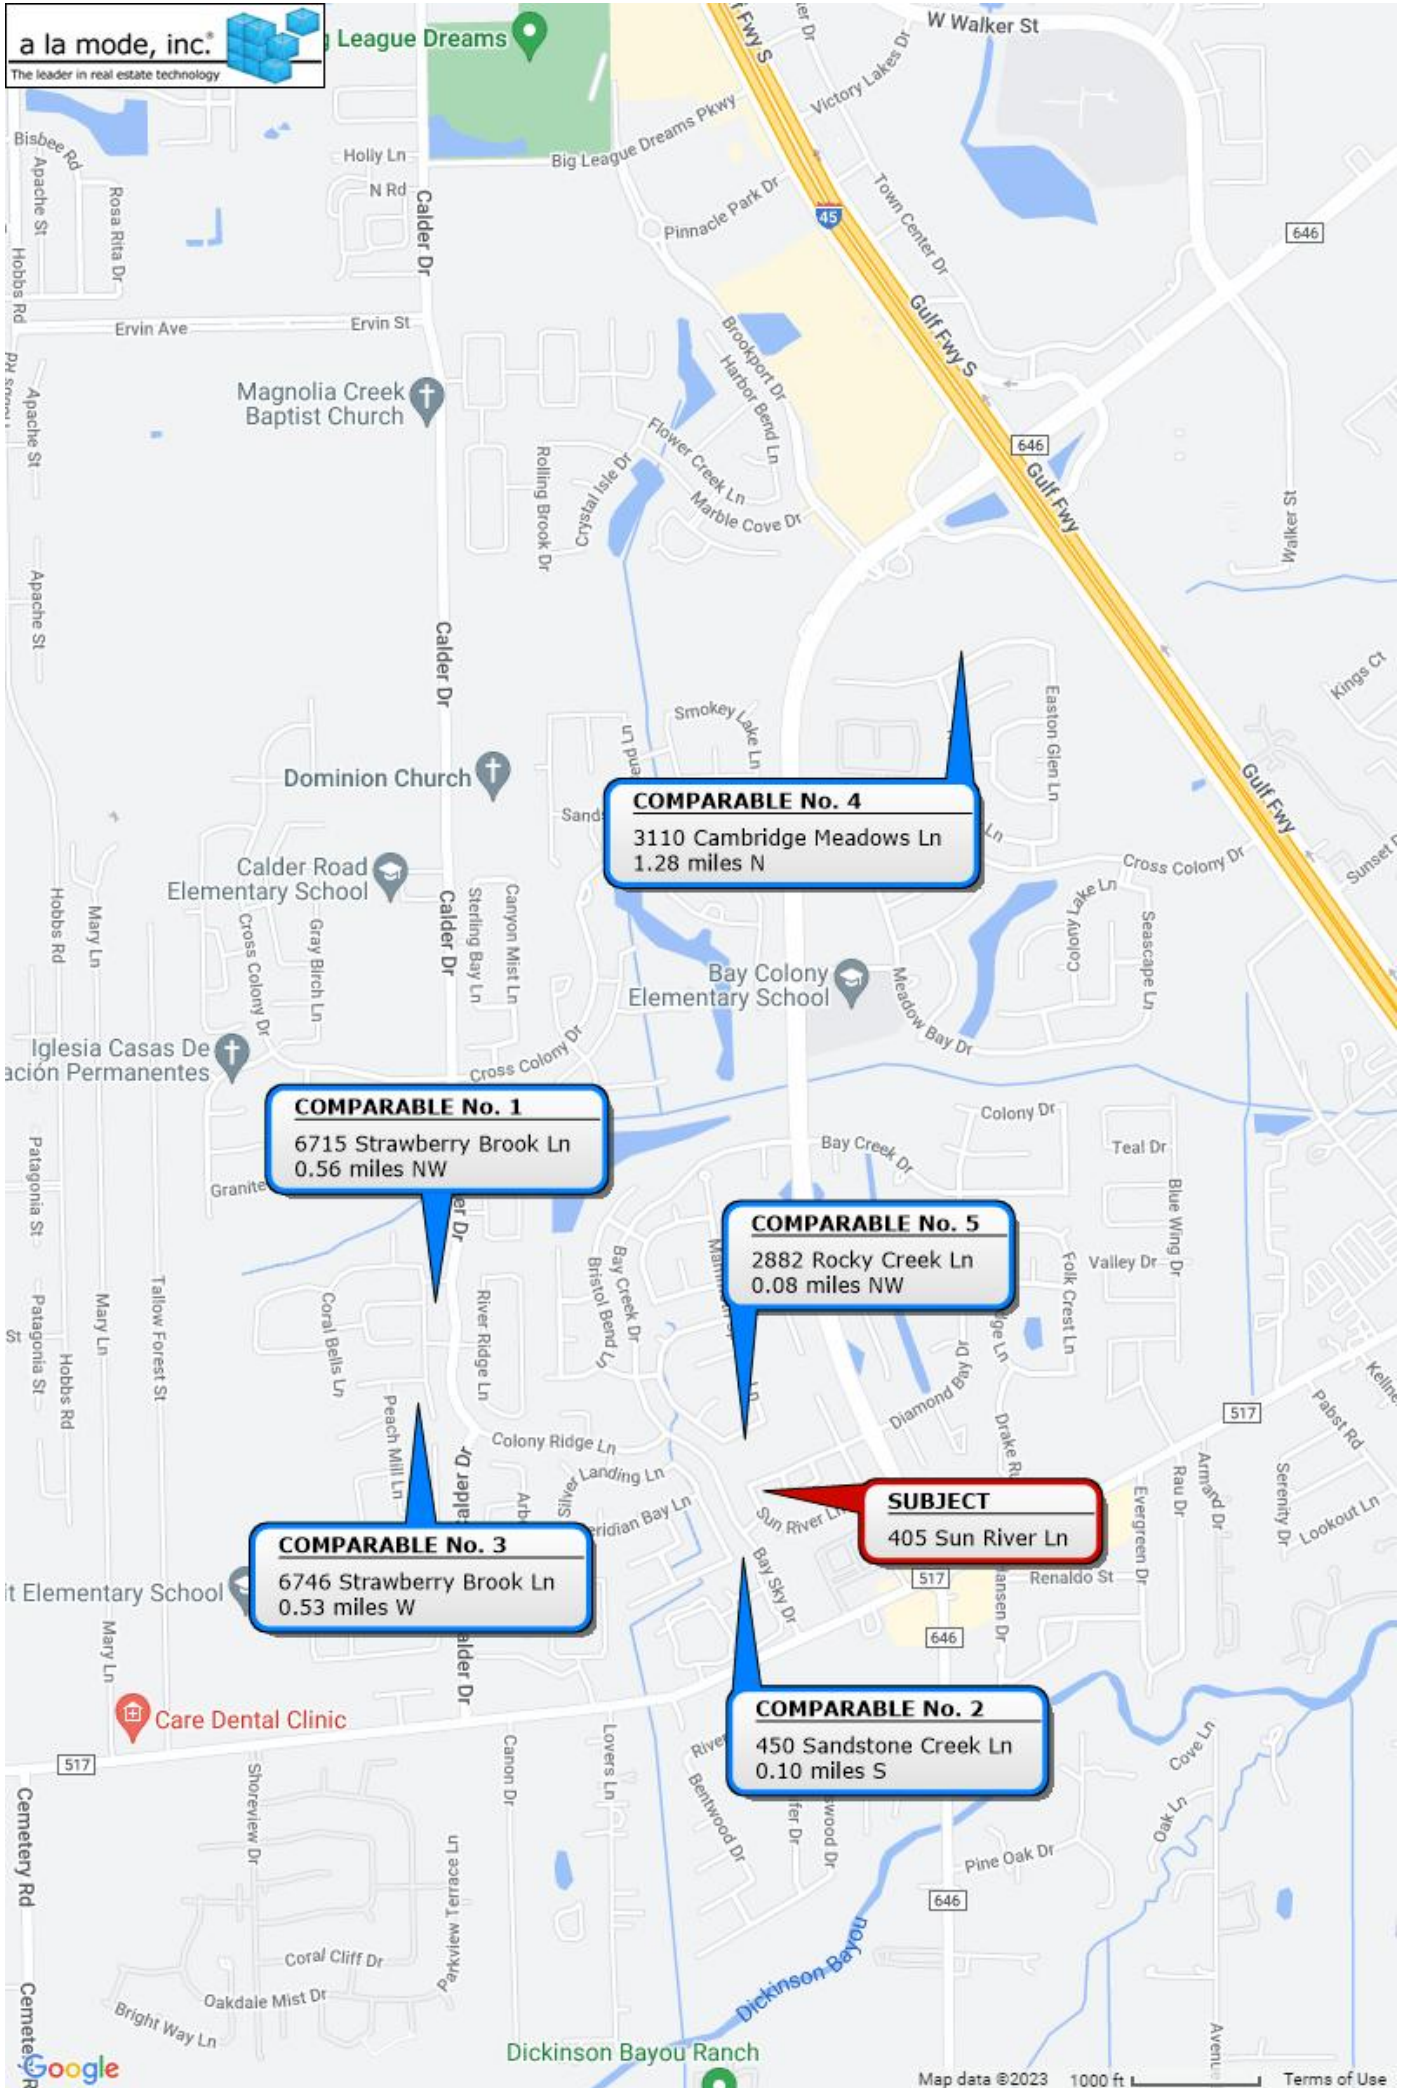 a la mode, inc.®
The leader in real estate technology
League Dreams
W Walker St
Victory Lakes Dr
Bisbee Rd
Apache St
Rosa Rita Dr
Holly Ln
N Rd
Calder Dr
Big League Dreams Pkwy
Pinnacle Park Dr
Town Center Dr
45
646
Hobbs Rd
Ervin Ave
Ervin St
Gulf Fwy S
Brookport Dr
Harbor Bend Ln
Magnolia Creek
Baptist Church
Apache St
Flower Creek Ln
Rolling Brook Dr
Crystal Isle Dr
Marble Cove Dr
646
Gulf Fwy
Walker St
Apache St
Calder Dr
Kings Ct
Smokey Lake Ln
Easton Glen Ln
Dominion Church
Gulf Fwy
COMPARABLE No. 4
3110 Cambridge Meadows Ln
1.28 miles N
Cross Colony Dr
Calder Road
Elementary School
Hobbs Rd
Mary Ln
Cross Colony Dr
Gray Birch Ln
Calder Dr
Sterling Bay Ln
Canyon Mist Ln
Colony Lake Ln
Seascape Ln
Bay Colony
Elementary School
Meadow Bay Dr
Iglesia Casas De
ación Permanentes
Cross Colony Dr
COMPARABLE No. 1
6715 Strawberry Brook Ln
0.56 miles NW
Colony Dr
Teal Dr
Bay Creek Dr
Patagonia St
Granite
Blue Wing Dr
COMPARABLE No. 5
2882 Rocky Creek Ln
0.08 miles NW
Valley Dr
Folk Crest Ln
Bay Creek Dr
Bristol Bend Ln
Patagonia St
Mary Ln
Tallow Forest St
Coral Bells Ln
River Ridge Ln
Hobbs Rd
Peach Mill Ln
Diamond Bay Dr
517
Pabst Rd
Colony Ridge Ln
Silver Landing Ln
Calder Dr
Rau Dr
Armand Dr
Serenity Dr
Lookout Ln
Evergreen Dr
Sun River Ln
SUBJECT
405 Sun River Ln
COMPARABLE No. 3
6746 Strawberry Brook Ln
0.53 miles W
Bay Sky Dr
517
Renaldo St
it Elementary School
Mary Ln
646
Care Dental Clinic
517
COMPARABLE No. 2
450 Sandstone Creek Ln
0.10 miles S
Cove Ln
Oak Ln
Cemetery Rd
Shoreview Dr
Canon Dr
Lovers Ln
Bentwood Dr
Pine Oak Dr
646
Coral Cliff Dr
Oakdale Mist Dr
Bright Way Ln
Dickinson Bayou
Avenue
Dickinson Bayou Ranch
Google
Map data ©2023
1000 ft
Terms of Use